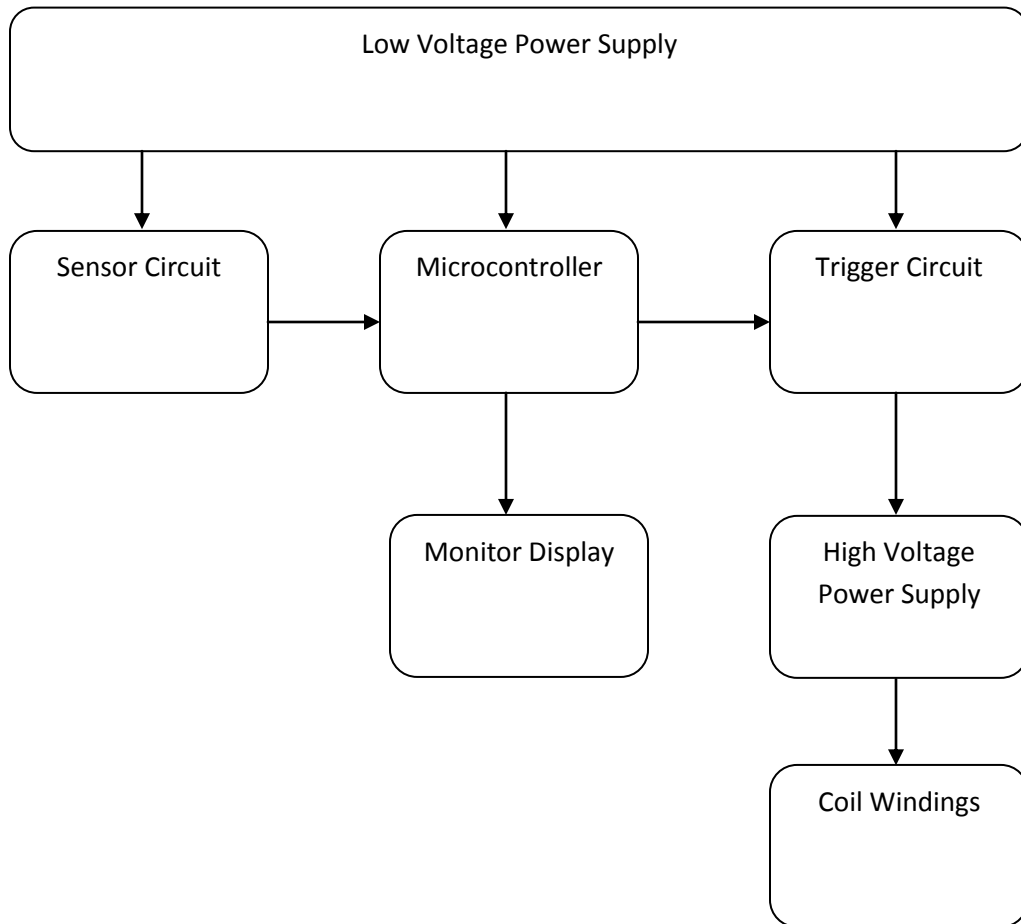 Low Voltage Power Supply
Sensor Circuit
Microcontroller
Trigger Circuit
Monitor Display
High Voltage
Power Supply
Coil Windings